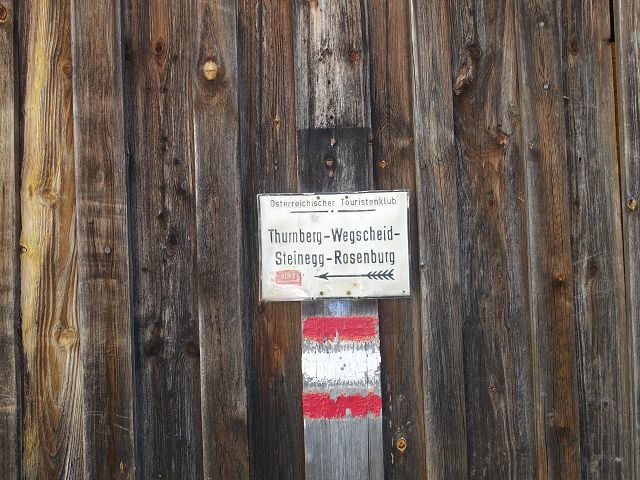 Österreichischer Touristenklub
Thurnberg-Wegscheid-
Steinegg-Rosenburg